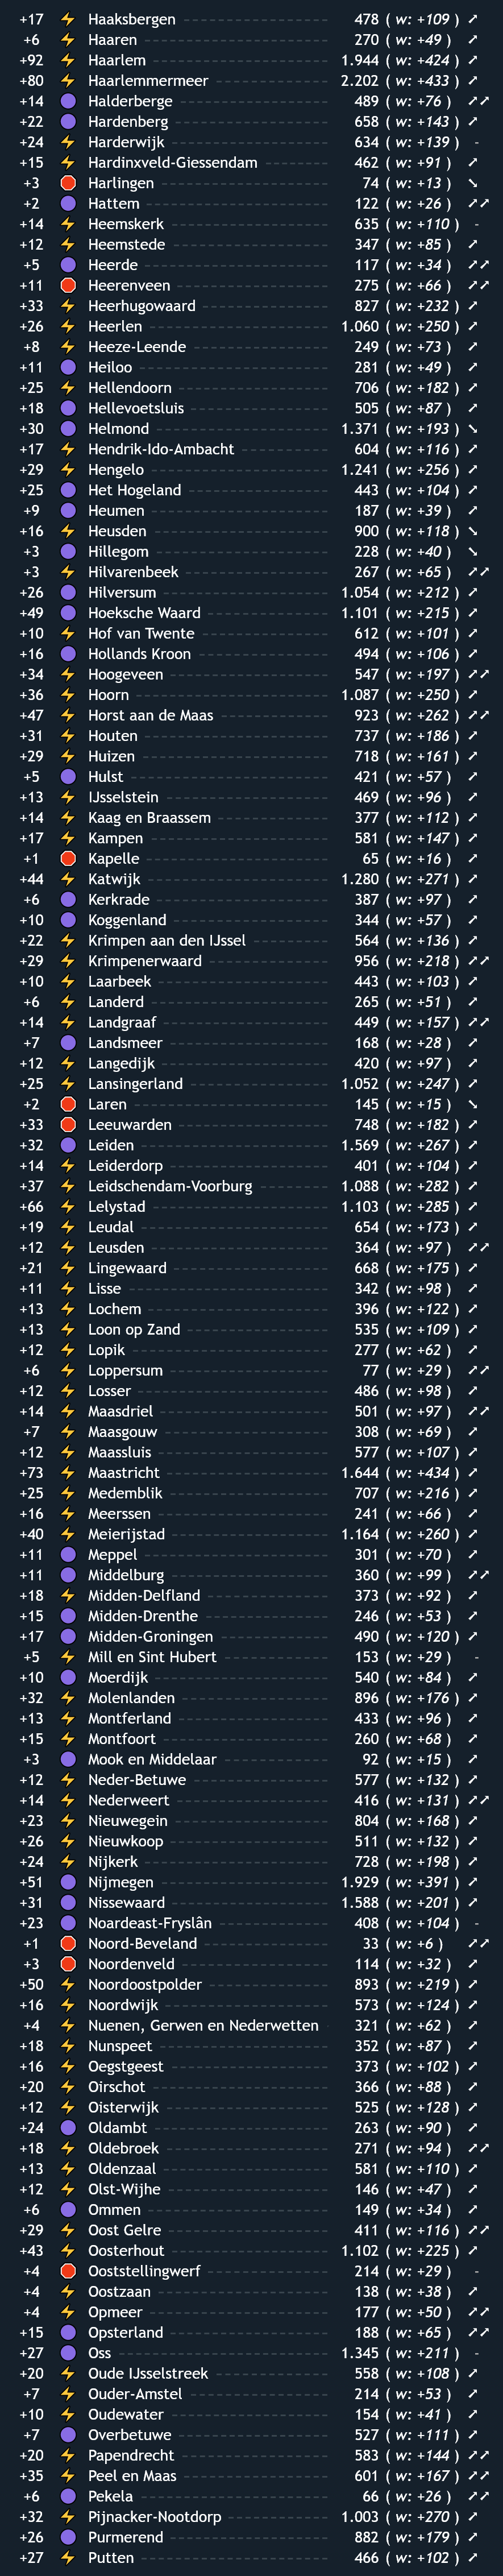 +17 Haaksbergen 478 ( w: +109 )
+6 Haaren 270 ( w: +49 )
+92 Haarlem 1.944 ( w: +424 )
+80 Haarlemmermeer 2.202 ( w: +433 )
+14 Halderberge 489 ( w: +76 )
+22 Hardenberg 658 ( w: +143 )
+24 Harderwijk 634 ( w: +139 ) -
+15 Hardinxveld-Giessendam 462 ( w: +91 )
+3 Harlingen 74 ( w: +13 )
+2 Hattem 122 ( w: +26 )
+14 Heemskerk 635 ( w: +110 ) -
+12 Heemstede 347 ( w: +85 )
+5 Heerde 117 ( w: +34 )
+11 Heerenveen 275 ( w: +66 )
+33 Heerhugowaard 827 ( w: +232 )
+26 Heerlen 1.060 ( w: +250 )
+8 Heeze-Leende 249 ( w: +73 )
+11 Heiloo 281 ( w: +49 )
+25 Hellendoorn 706 ( w: +182 )
+18 Hellevoetsluis 505 ( w: +87 )
+30 Helmond 1.371 ( w: +193 )
+17 Hendrik-Ido-Ambacht 604 ( w: +116 )
+29 Hengelo 1.241 ( w: +256 )
+25 Het Hogeland 443 ( w: +104 )
+9 Heumen 187 ( w: +39 )
+16 Heusden 900 ( w: +118 )
+3 Hillegom 228 ( w: +40 )
+3 Hilvarenbeek 267 ( w: +65 )
+26 Hilversum 1.054 ( w: +212 )
+49 Hoeksche Waard 1.101 ( w: +215 )
+10 Hof van Twente 612 ( w: +101 )
+16 Hollands Kroon 494 ( w: +106 )
+34 Hoogeveen 547 ( w: +197 )
+36 Hoorn 1.087 ( w: +250 )
+47 Horst aan de Maas 923 ( w: +262 )
+31 Houten 737 ( w: +186 )
+29 Huizen 718 ( w: +161 )
+5 Hulst 421 ( w: +57 )
+13 IJsselstein 469 ( w: +96 )
+14 Kaag en Braassem 377 ( w: +112 )
+17 Kampen 581 ( w: +147 )
+1 Kapelle 65 ( w: +16 )
+44 Katwijk 1.280 ( w: +271 )
+6 Kerkrade 387 ( w: +97 )
+10 Koggenland 344 ( w: +57 )
+22 Krimpen aan den IJssel 564 ( w: +136 )
+29 Krimpenerwaard 956 ( w: +218 )
+10 Laarbeek 443 ( w: +103 )
+6 Landerd 265 ( w: +51 )
+14 Landgraaf 449 ( w: +157 )
+7 Landsmeer 168 ( w: +28 )
+12 Langedijk 420 ( w: +97 )
+25 Lansingerland 1.052 ( w: +247 )
+2 Laren 145 ( w: +15 )
+33 Leeuwarden 748 ( w: +182 )
+32 Leiden 1.569 ( w: +267 )
+14 Leiderdorp 401 ( w: +104 )
+37 Leidschendam-Voorburg 1.088 ( w: +282 )
+66 Lelystad 1.103 ( w: +285 )
+19 Leudal 654 ( w: +173 )
+12 Leusden 364 ( w: +97 )
+21 Lingewaard 668 ( w: +175 )
+11 Lisse 342 ( w: +98 )
+13 Lochem 396 ( w: +122 )
+13 Loon op Zand 535 ( w: +109 )
+12 Lopik 277 ( w: +62 )
+6 Loppersum 77 ( w: +29 )
+12 Losser 486 ( w: +98 )
+14 Maasdriel 501 ( w: +97 )
+7 Maasgouw 308 ( w: +69 )
+12 Maassluis 577 ( w: +107 )
+73 Maastricht 1.644 ( w: +434 )
+25 Medemblik 707 ( w: +216 )
+16 Meerssen 241 ( w: +66 )
+40 Meierijstad 1.164 ( w: +260 )
+11 Meppel 301 ( w: +70 )
+11 Middelburg 360 ( w: +99 )
+18 Midden-Delfland 373 ( w: +92 )
+15 Midden-Drenthe 246 ( w: +53 )
+17 Midden-Groningen 490 ( w: +120 )
+5 Mill en Sint Hubert 153 ( w: +29 ) -
+10 Moerdijk 540 ( w: +84 )
+32 Molenlanden 896 ( w: +176 )
+13 Montferland 433 ( w: +96 )
+15 Montfoort 260 ( w: +68 )
+3 Mook en Middelaar 92 ( w: +15 )
+12 Neder-Betuwe 577 ( w: +132 )
+14 Nederweert 416 ( w: +131 )
+23 Nieuwegein 804 ( w: +168 )
+26 Nieuwkoop 511 ( w: +132 )
+24 Nijkerk 728 ( w: +198 )
+51 Nijmegen 1.929 ( w: +391 )
+31 Nissewaard 1.588 ( w: +201 )
+23 Noardeast-Fryslân 408 ( w: +104 ) -
+1 Noord-Beveland 33 ( w: +6 )
+3 Noordenveld 114 ( w: +32 )
+50 Noordoostpolder 893 ( w: +219 )
+16 Noordwijk 573 ( w: +124 )
+4 Nuenen, Gerwen en Nederwetten 321 ( w: +62 )
+18 Nunspeet 352 ( w: +87 )
+16 Oegstgeest 373 ( w: +102 )
+20 Oirschot 366 ( w: +88 )
+12 Oisterwijk 525 ( w: +128 )
+24 Oldambt 263 ( w: +90 )
+18 Oldebroek 271 ( w: +94 )
+13 Oldenzaal 581 ( w: +110 )
+12 Olst-Wijhe 146 ( w: +47 )
+6 Ommen 149 ( w: +34 )
+29 Oost Gelre 411 ( w: +116 )
+43 Oosterhout 1.102 ( w: +225 )
+4 Ooststellingwerf 214 ( w: +29 ) -
+4 Oostzaan 138 ( w: +38 )
+4 Opmeer 177 ( w: +50 )
+15 Opsterland 188 ( w: +65 )
+27 Oss 1.345 ( w: +211 ) -
+20 Oude IJsselstreek 558 ( w: +108 )
+7 Ouder-Amstel 214 ( w: +53 )
+10 Oudewater 154 ( w: +41 )
+7 Overbetuwe 527 ( w: +111 )
+20 Papendrecht 583 ( w: +144 )
+35 Peel en Maas 601 ( w: +167 )
+6 Pekela 66 ( w: +26 )
+32 Pijnacker-Nootdorp 1.003 ( w: +270 )
+26 Purmerend 882 ( w: +179 )
+27 Putten 466 ( w: +102 )